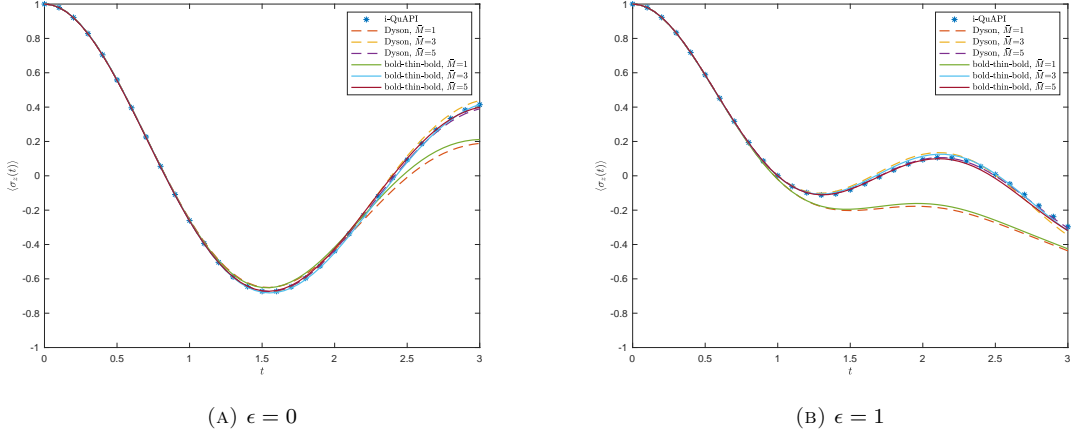 1
0.8
0.6
0.4
0.2
0
-0.2
-0.4
-0.6
-0.8
-1
⟨σ_z(t)⟩
0 0.5 1 1.5 2 2.5 3
t
i-QuAPI
Dyson, M̄=1
Dyson, M̄=3
Dyson, M̄=5
bold-thin-bold, M̄=1
bold-thin-bold, M̄=3
bold-thin-bold, M̄=5
(A) ϵ = 0
1
0.8
0.6
0.4
0.2
0
-0.2
-0.4
-0.6
-0.8
-1
⟨σ_z(t)⟩
0 0.5 1 1.5 2 2.5 3
t
i-QuAPI
Dyson, M̄=1
Dyson, M̄=3
Dyson, M̄=5
bold-thin-bold, M̄=1
bold-thin-bold, M̄=3
bold-thin-bold, M̄=5
(B) ϵ = 1